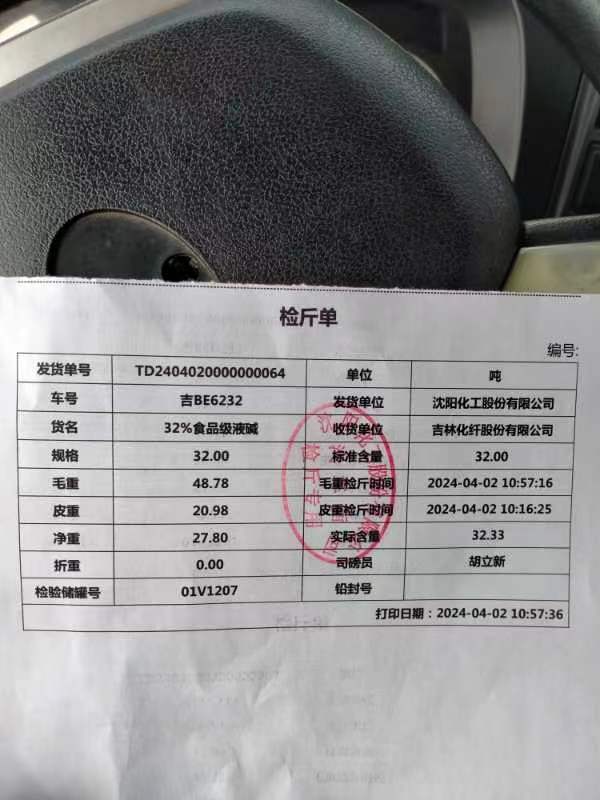 检斤单
编号:
发货单号 TD2404020000000064 单位 吨
车号 吉BE6232 发货单位 沈阳化工股份有限公司
货名 32%食品级液碱 收货单位 吉林化纤股份有限公司
规格 32.00 标准含量 32.00
毛重 48.78 毛重检斤时间 2024-04-02 10:57:16
皮重 20.98 皮重检斤时间 2024-04-02 10:16:25
净重 27.80 实际含量 32.33
折重 0.00 司磅员 胡立新
检验储罐号 01V1207 铅封号
打印日期：2024-04-02 10:57:36
检斤专用